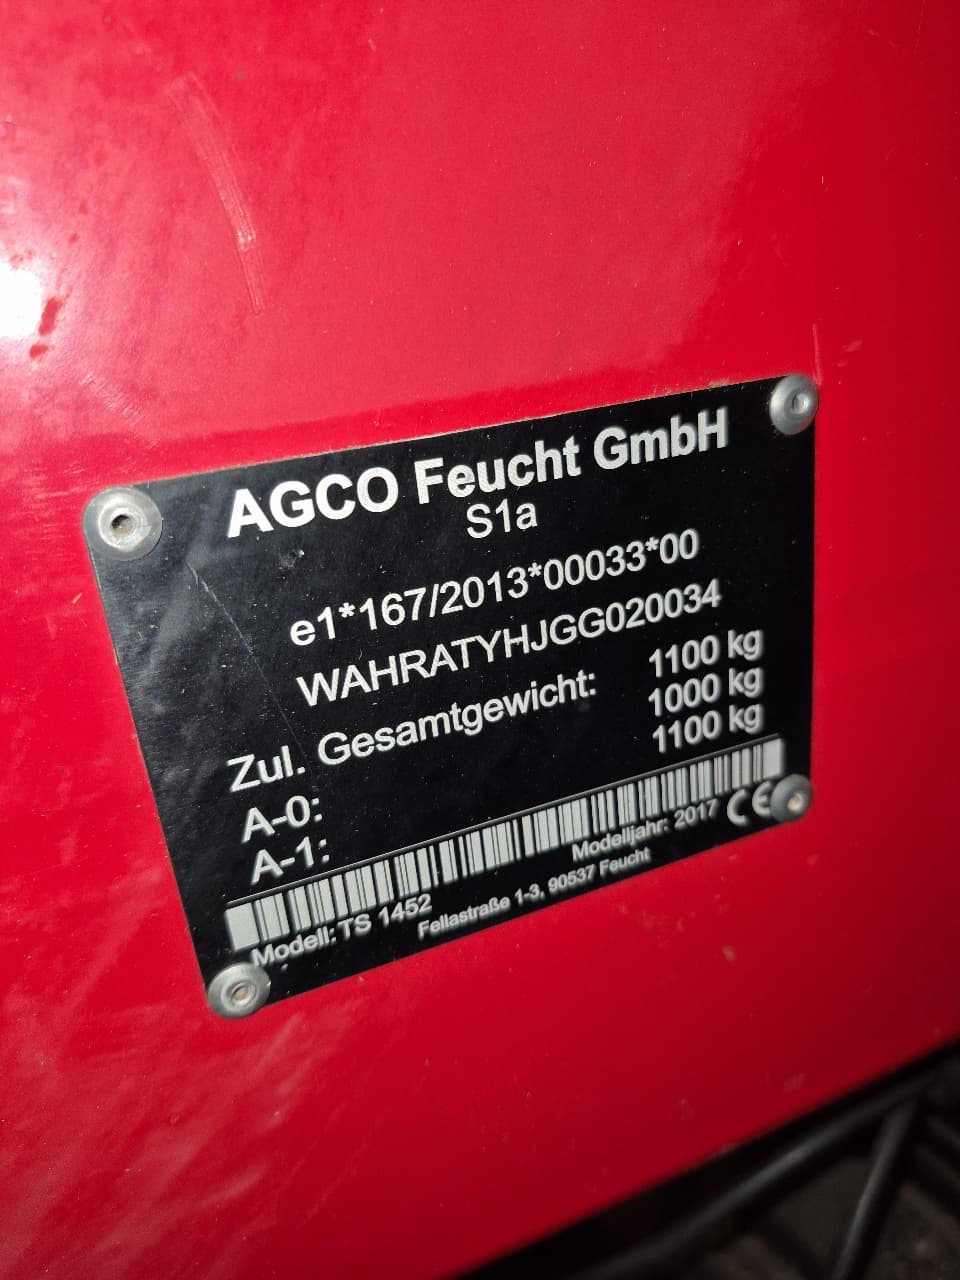 AGCO Feucht GmbH
S1a
e1*167/2013*00033*00
WAHRATYHJGG020034
Zul. Gesamtgewicht: 1100 kg
A-0: 1000 kg
A-1: 1100 kg
Modell: TS 1452 Modelljahr: 2017 CE
Fellastraße 1-3, 90537 Feucht